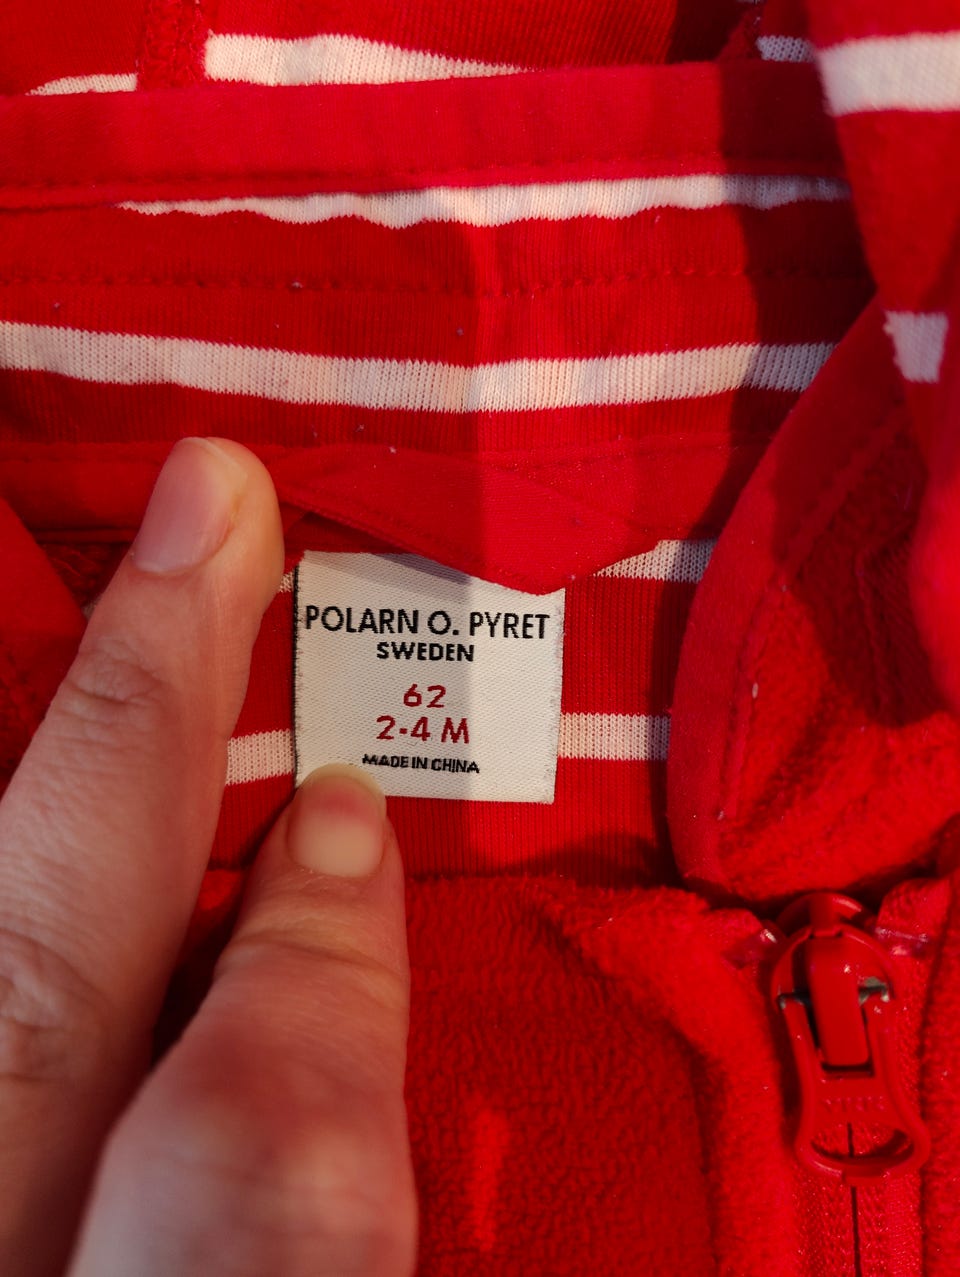 POLARN O. PYRET
SWEDEN
62
2-4 M
MADE IN CHINA